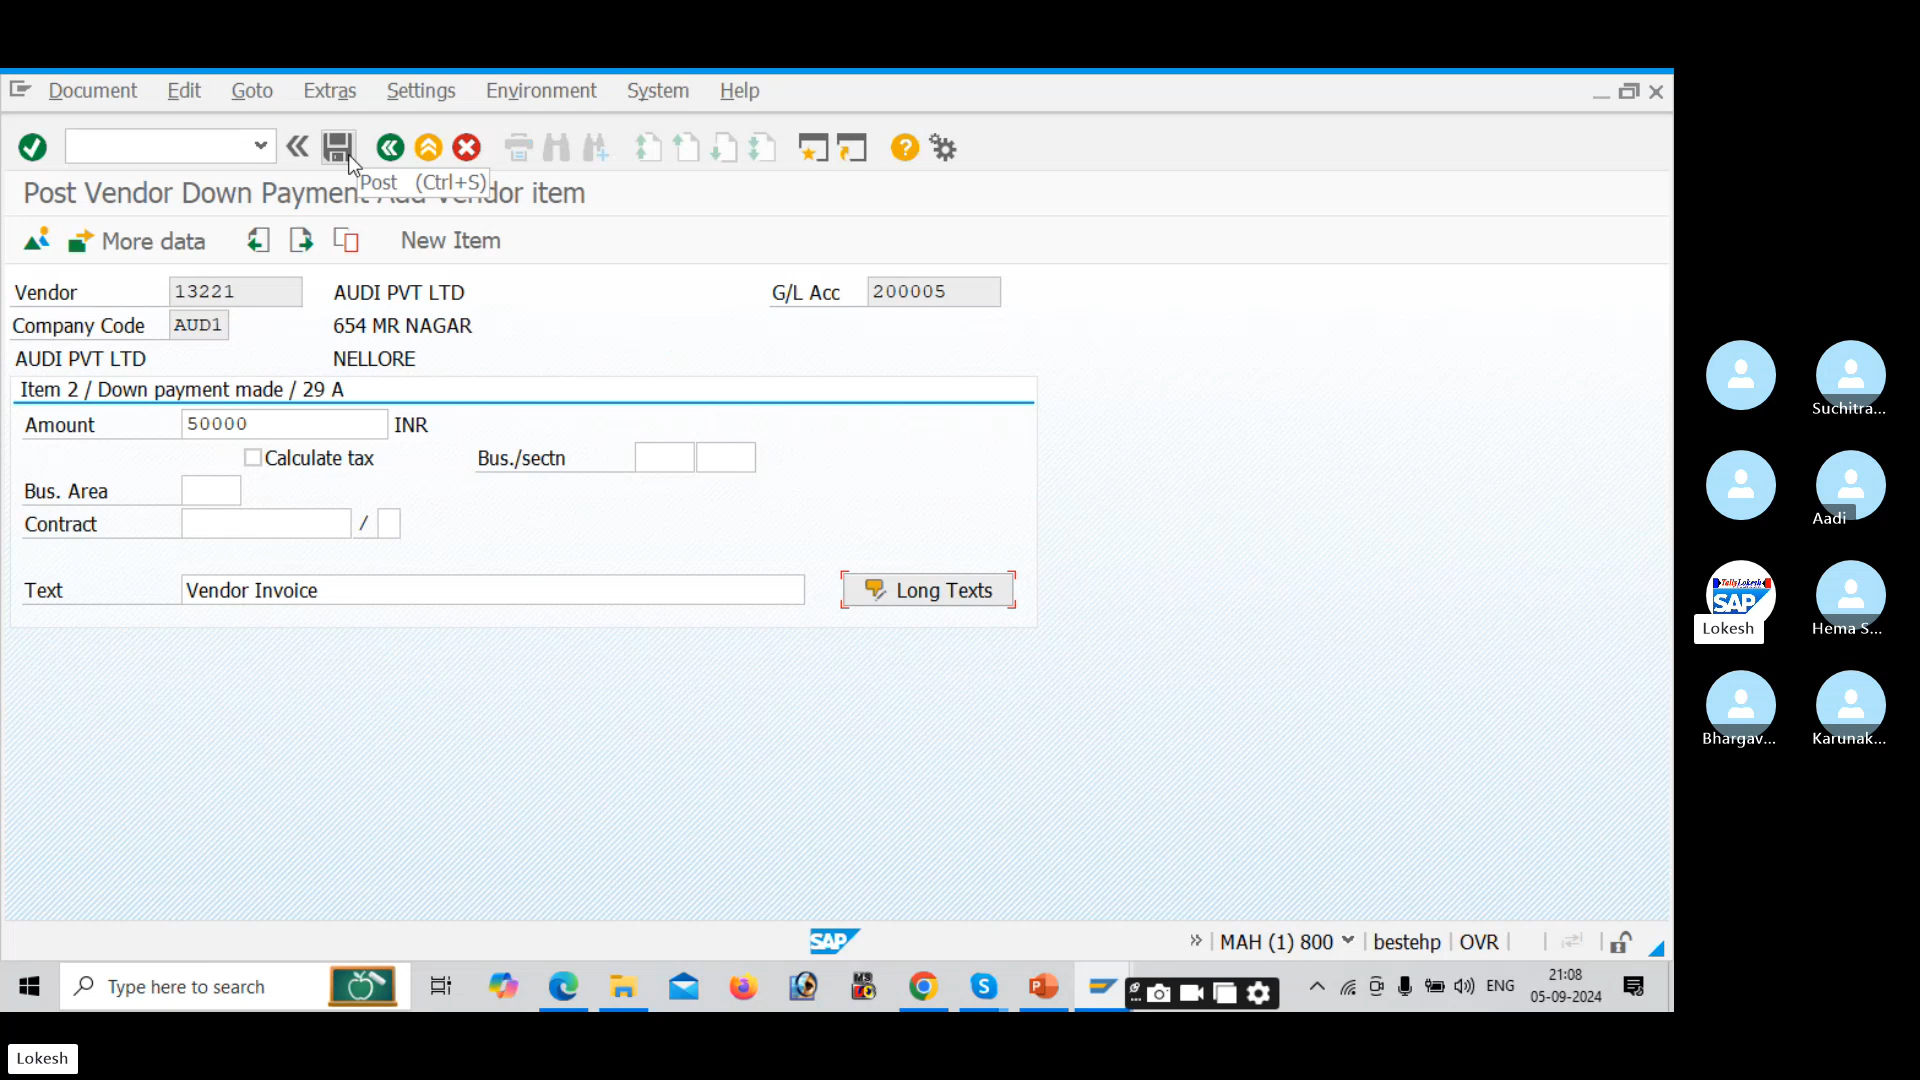 Document Edit Goto Extras Settings Environment System Help
Post (Ctrl+S)
Post Vendor Down Payment Add Vendor item
More data New Item
Vendor 13221 AUDI PVT LTD G/L Acc 200005
Company Code AUD1 654 MR NAGAR
AUDI PVT LTD NELLORE
Item 2 / Down payment made / 29 A
Amount 50000 INR
Calculate tax Bus./sectn
Bus. Area
Contract /
Text Vendor Invoice Long Texts
SAP MAH (1) 800 bestehp OVR
Type here to search ENG 21:08
05-09-2024
Suchitra...
Aadi
TallyLokesh
SAP
Lokesh Hema S...
Bhargav... Karunak...
Lokesh